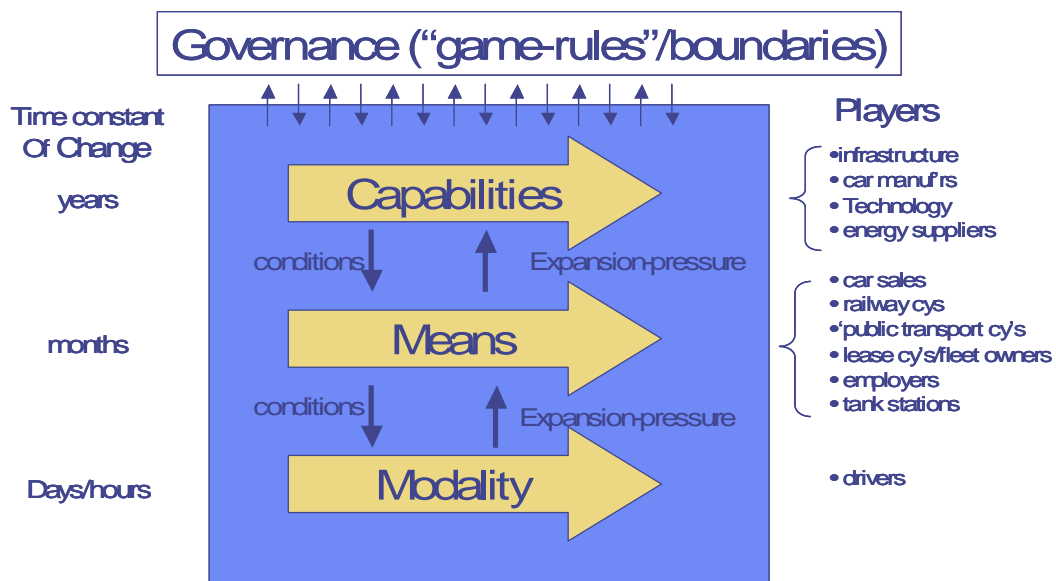 Governance ("game-rules"/boundaries)
Time constant
Of Change
Players
years
Capabilities
•infrastructure
• car manuf'rs
• Technology
• energy suppliers
conditions
Expansion-pressure
months
Means
• car sales
• railway cys
•'public transport cy's
• lease cy's/fleet owners
• employers
• tank stations
conditions
Expansion-pressure
Days/hours
Modality
• drivers